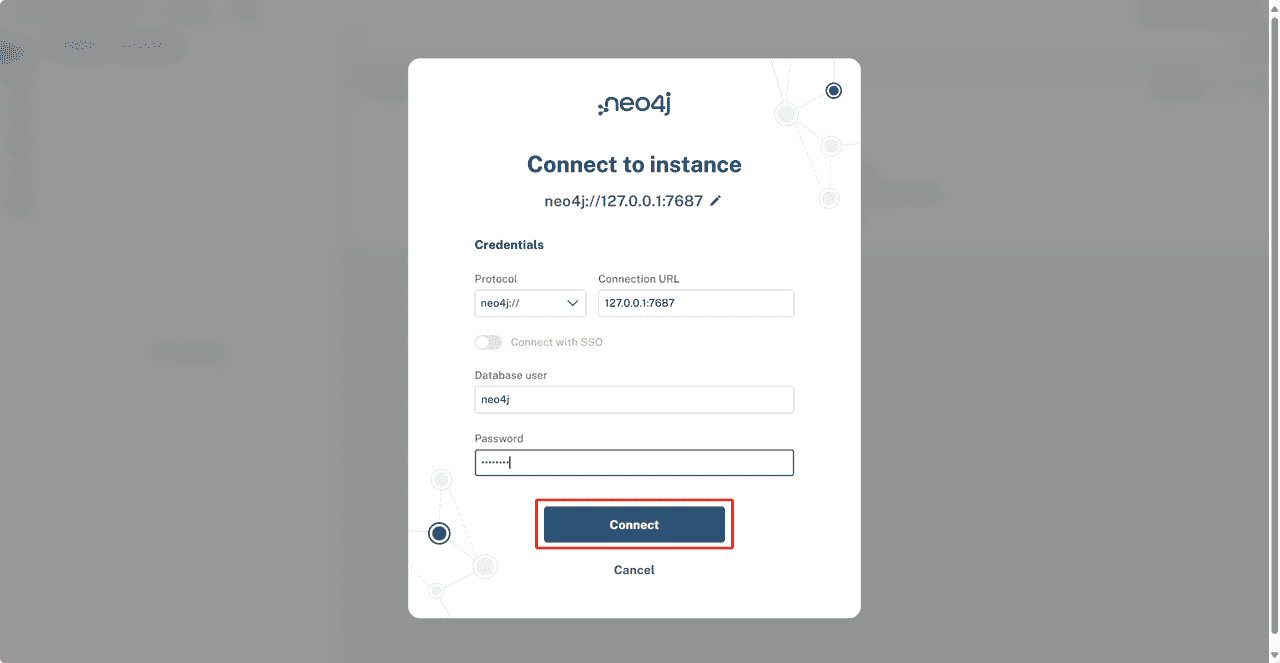 neo4j
Connect to instance
neo4j://127.0.0.1:7687
Credentials
Protocol Connection URL
neo4j:// 127.0.0.1:7687
Connect with SSO
Database user
neo4j
Password
Connect
Cancel